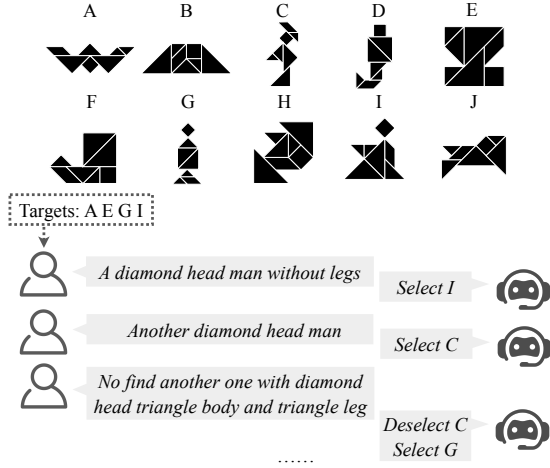 A B C D E
F G H I J
Targets: A E G I
A diamond head man without legs
Select I
Another diamond head man
Select C
No find another one with diamond
head triangle body and triangle leg
Deselect C
Select G
......